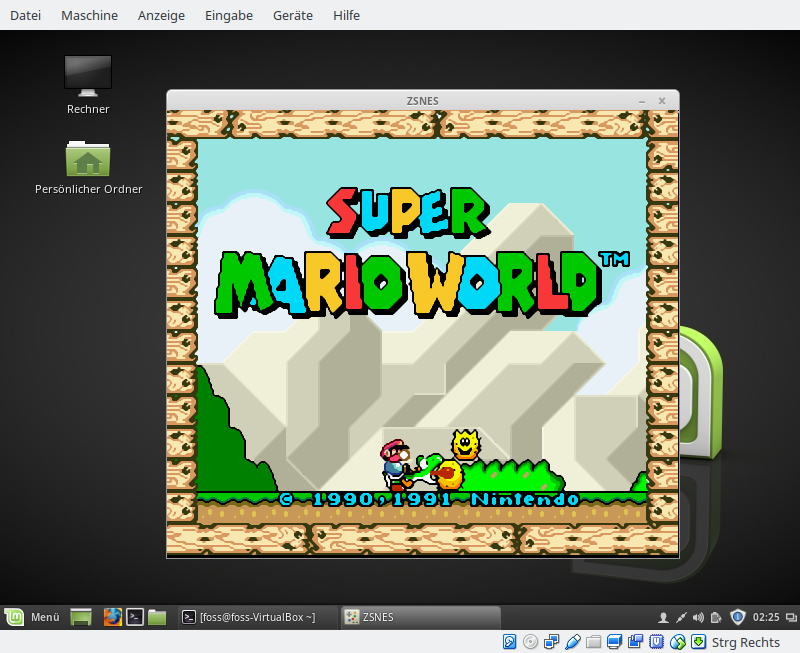 Datei Maschine Anzeige Eingabe Geräte Hilfe
Rechner
Persönlicher Ordner
ZSNES
SUPER
MARIO WORLD™
© 1990,1991 Nintendo
Menü [foss@foss-VirtualBox ~] ZSNES 02:25
Strg Rechts